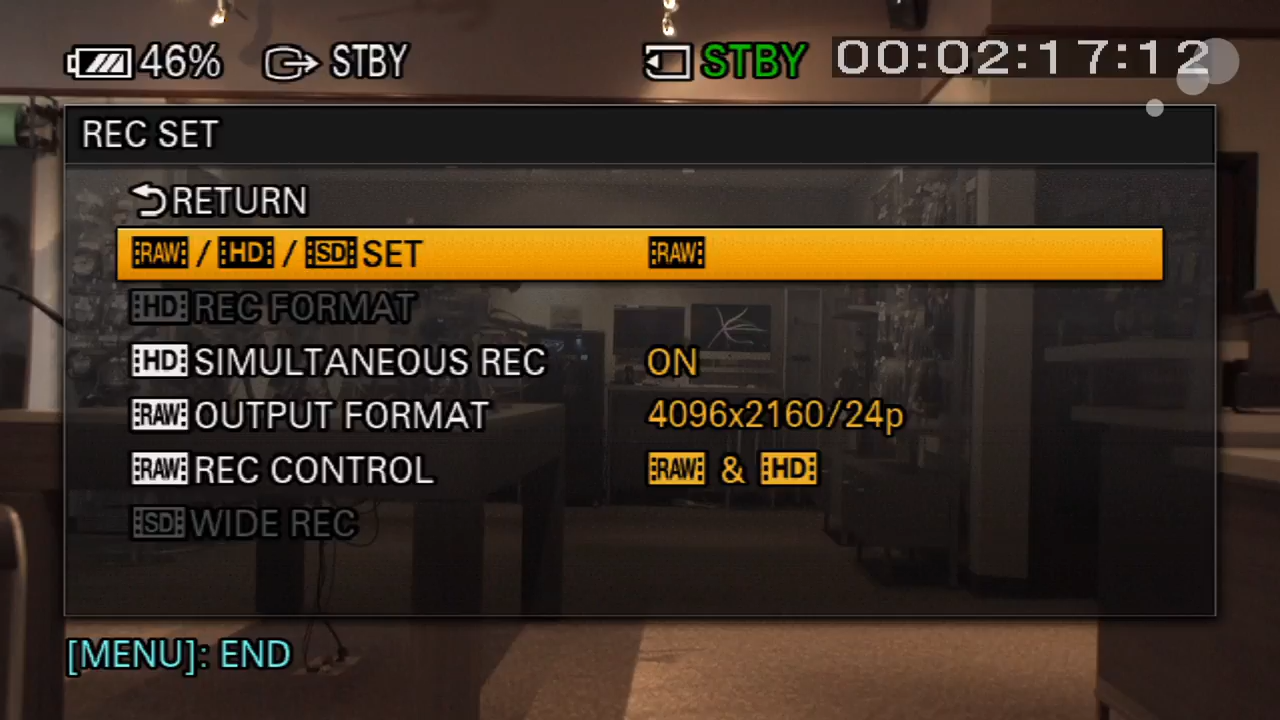 46% STBY STBY 00:02:17:12
REC SET
RETURN
RAW / HD / SD SET RAW
HD REC FORMAT
HD SIMULTANEOUS REC ON
RAW OUTPUT FORMAT 4096x2160/24p
RAW REC CONTROL RAW & HD
SD WIDE REC
[MENU]: END